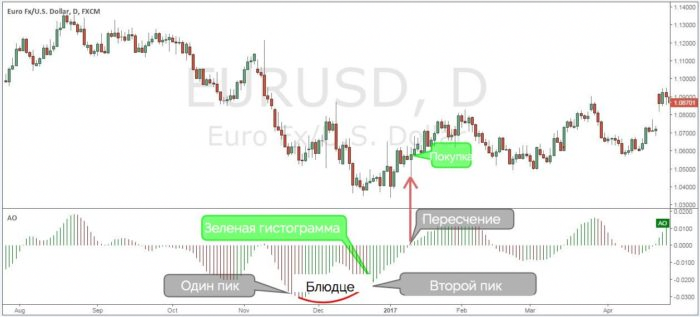 Euro Fx/U.S. Dollar, D, FXCM
EURUSD, D
Euro Fx/U.S. Dollar
1.14000
1.13000
1.12000
1.11000
1.10000
1.09000
1.08701
1.08000
1.07000
1.06000
1.05000
1.04000
1.03000
Покупка
AO
Зеленая гистограмма
Пересчение
AO
0.0200
0.0100
0.0000
-0.0100
-0.0200
-0.0300
Один пик
Блюдце
Второй пик
Aug
Sep
Oct
Nov
Dec
2017
Feb
Mar
Apr